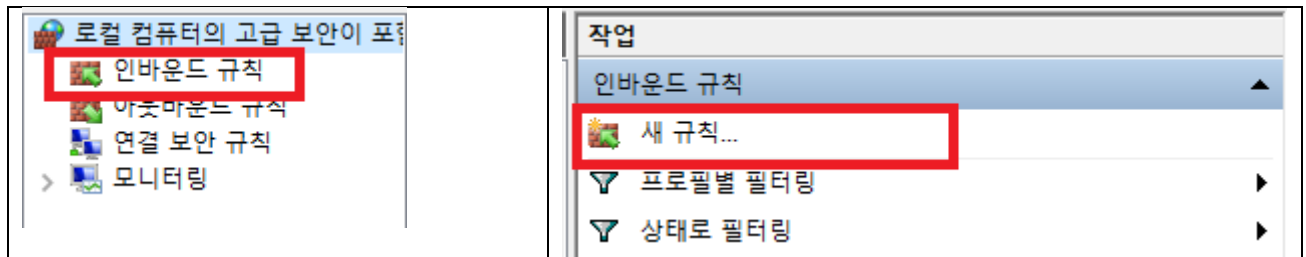 로컬 컴퓨터의 고급 보안이 포
인바운드 규칙
아웃바운드 규칙
연결 보안 규칙
모니터링
작업
인바운드 규칙
새 규칙...
프로필별 필터링
상태로 필터링